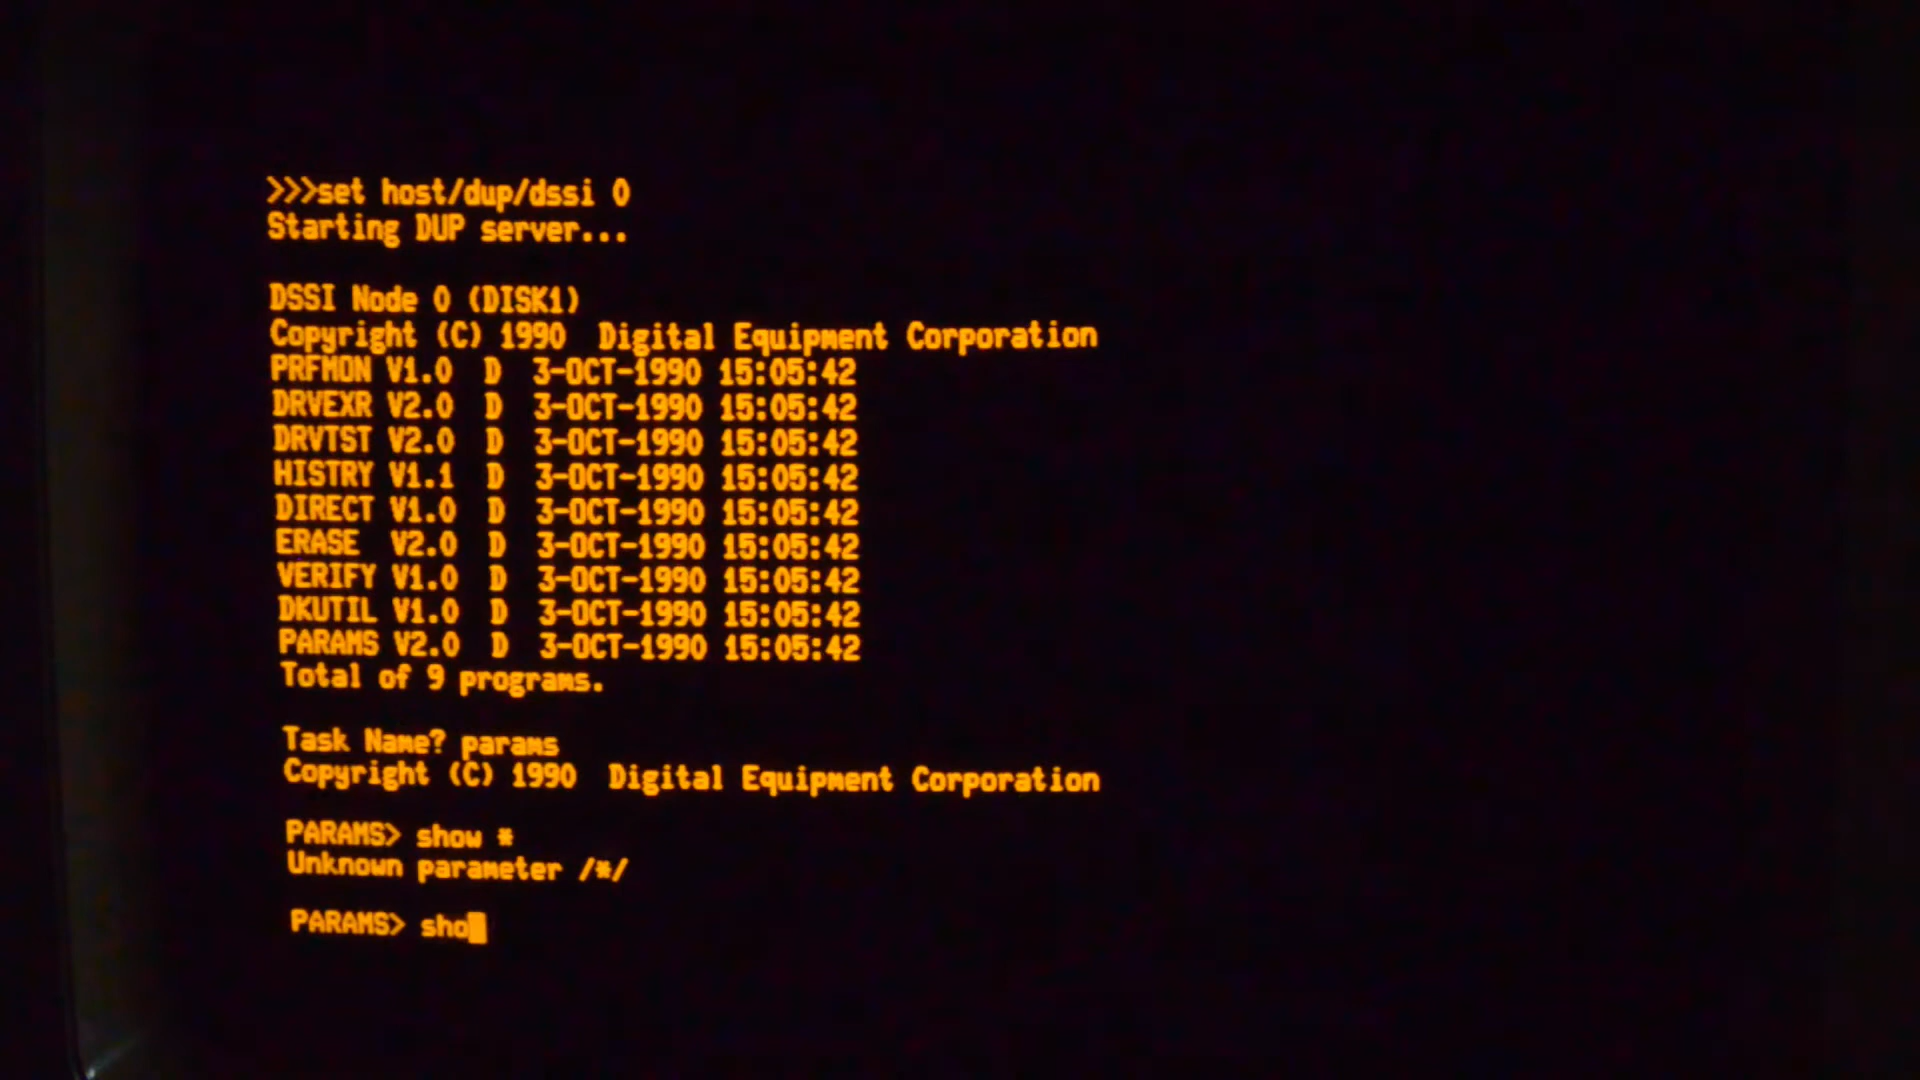 >>>set host/dup/dssi 0
Starting DUP server...
DSSI Node 0 (DISK1)
Copyright (C) 1990  Digital Equipment Corporation
PRFMON V1.0  D  3-OCT-1990 15:05:42
DRVEXR V2.0  D  3-OCT-1990 15:05:42
DRVTST V2.0  D  3-OCT-1990 15:05:42
HISTRY V1.1  D  3-OCT-1990 15:05:42
DIRECT V1.0  D  3-OCT-1990 15:05:42
ERASE  V2.0  D  3-OCT-1990 15:05:42
VERIFY V1.0  D  3-OCT-1990 15:05:42
DKUTIL V1.0  D  3-OCT-1990 15:05:42
PARAMS V2.0  D  3-OCT-1990 15:05:42
Total of 9 programs.
Task Name? params
Copyright (C) 1990  Digital Equipment Corporation
PARAMS> show *
Unknown parameter /*/
PARAMS> sho